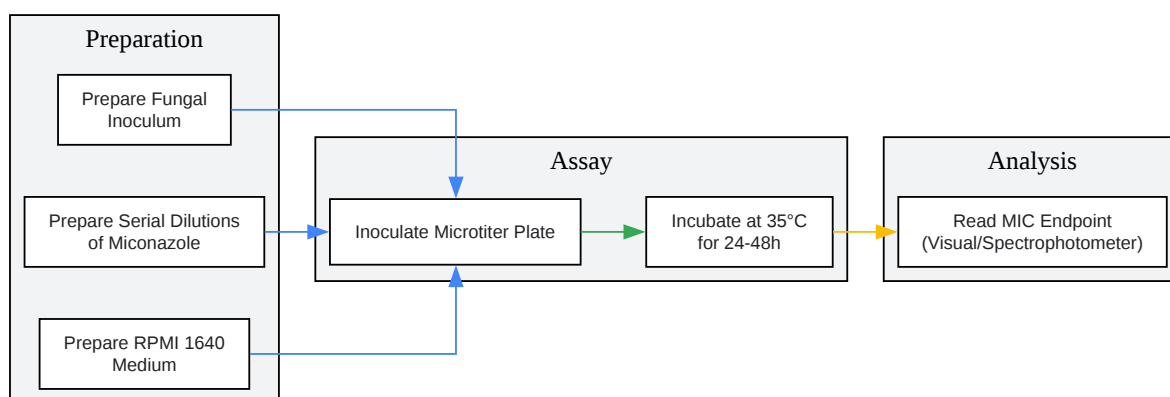 Preparation
Prepare Fungal
Inoculum
Prepare Serial Dilutions
of Miconazole
Prepare RPMI 1640
Medium
Assay
Inoculate Microtiter Plate
Incubate at 35°C
for 24-48h
Analysis
Read MIC Endpoint
(Visual/Spectrophotometer)